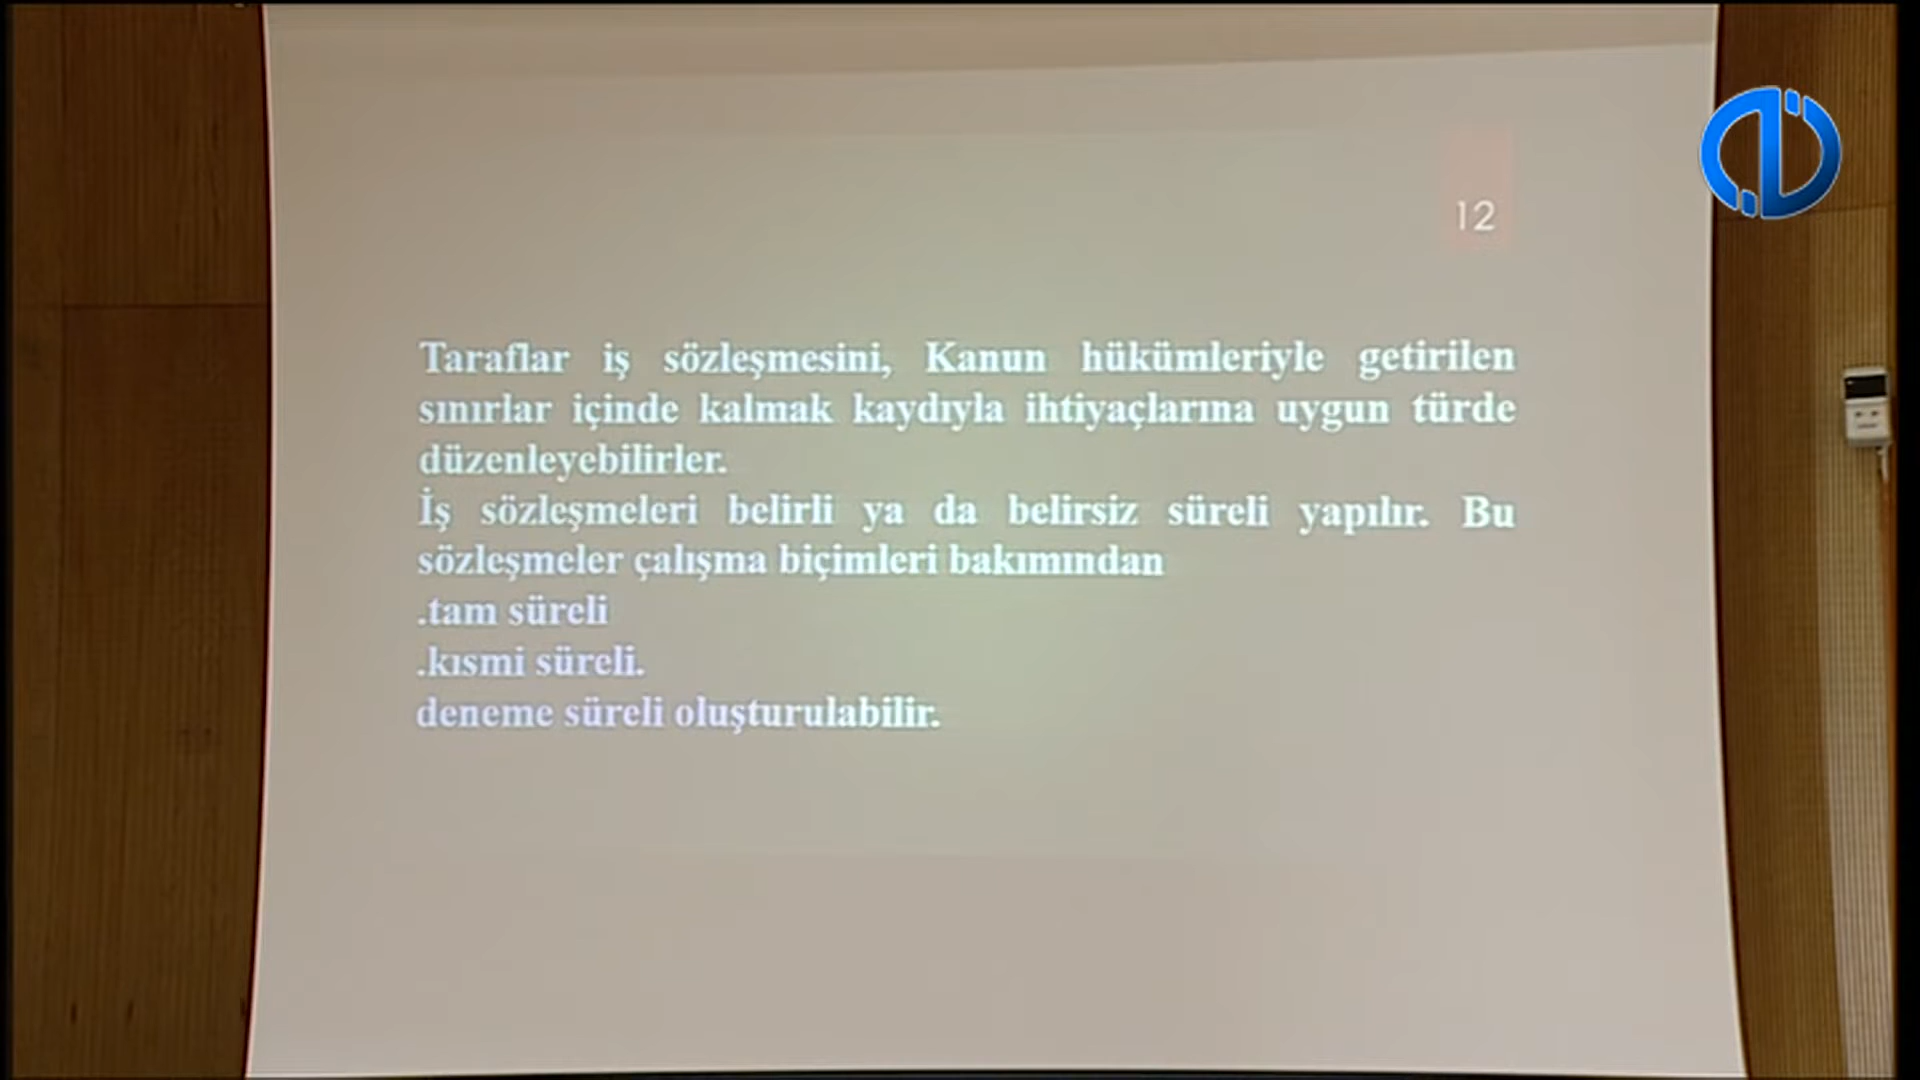 12
Taraflar iş sözleşmesini, Kanun hükümleriyle getirilen
sınırlar içinde kalmak kaydıyla ihtiyaçlarına uygun türde
düzenleyebilirler.
İş sözleşmeleri belirli ya da belirsiz süreli yapılır. Bu
sözleşmeler çalışma biçimleri bakımından
.tam süreli
.kısmi süreli.
deneme süreli oluşturulabilir.